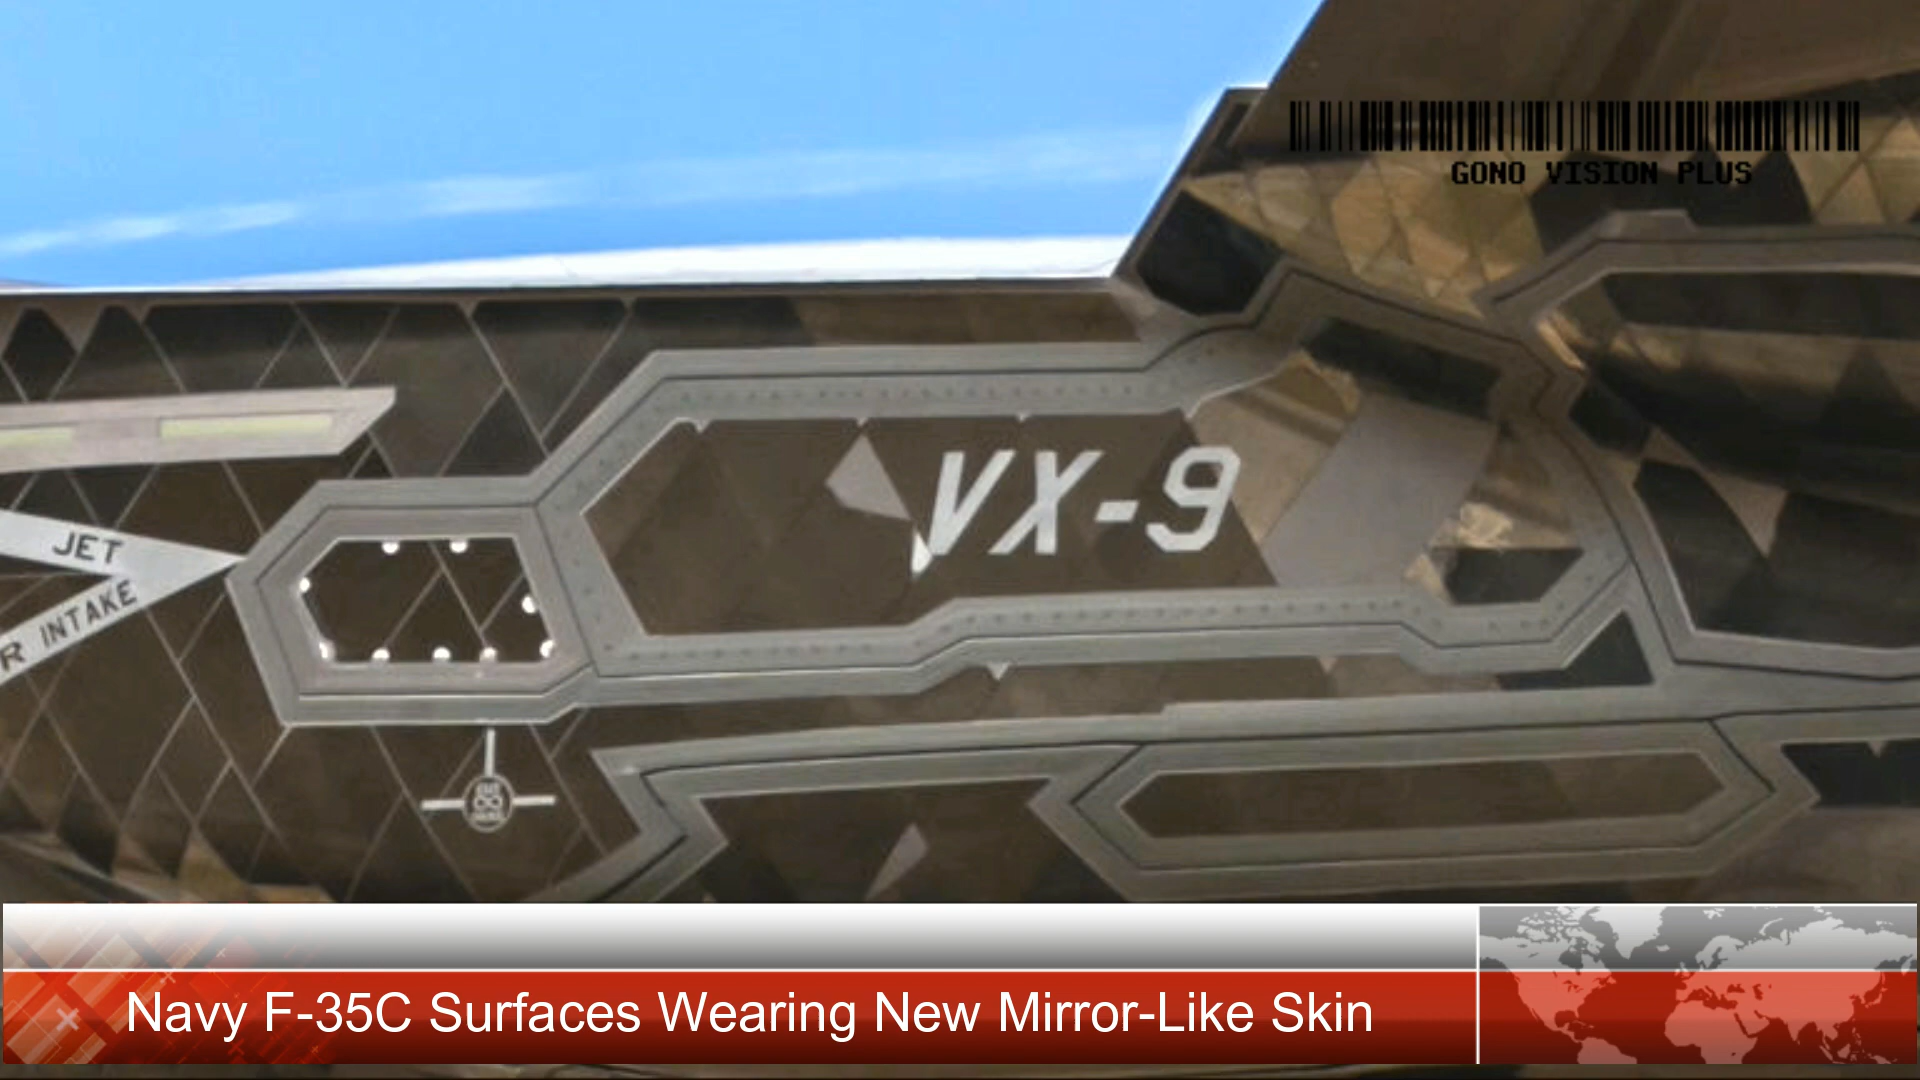 GONO VISION PLUS
VX-9
JET
R INTAKE
Navy F-35C Surfaces Wearing New Mirror-Like Skin